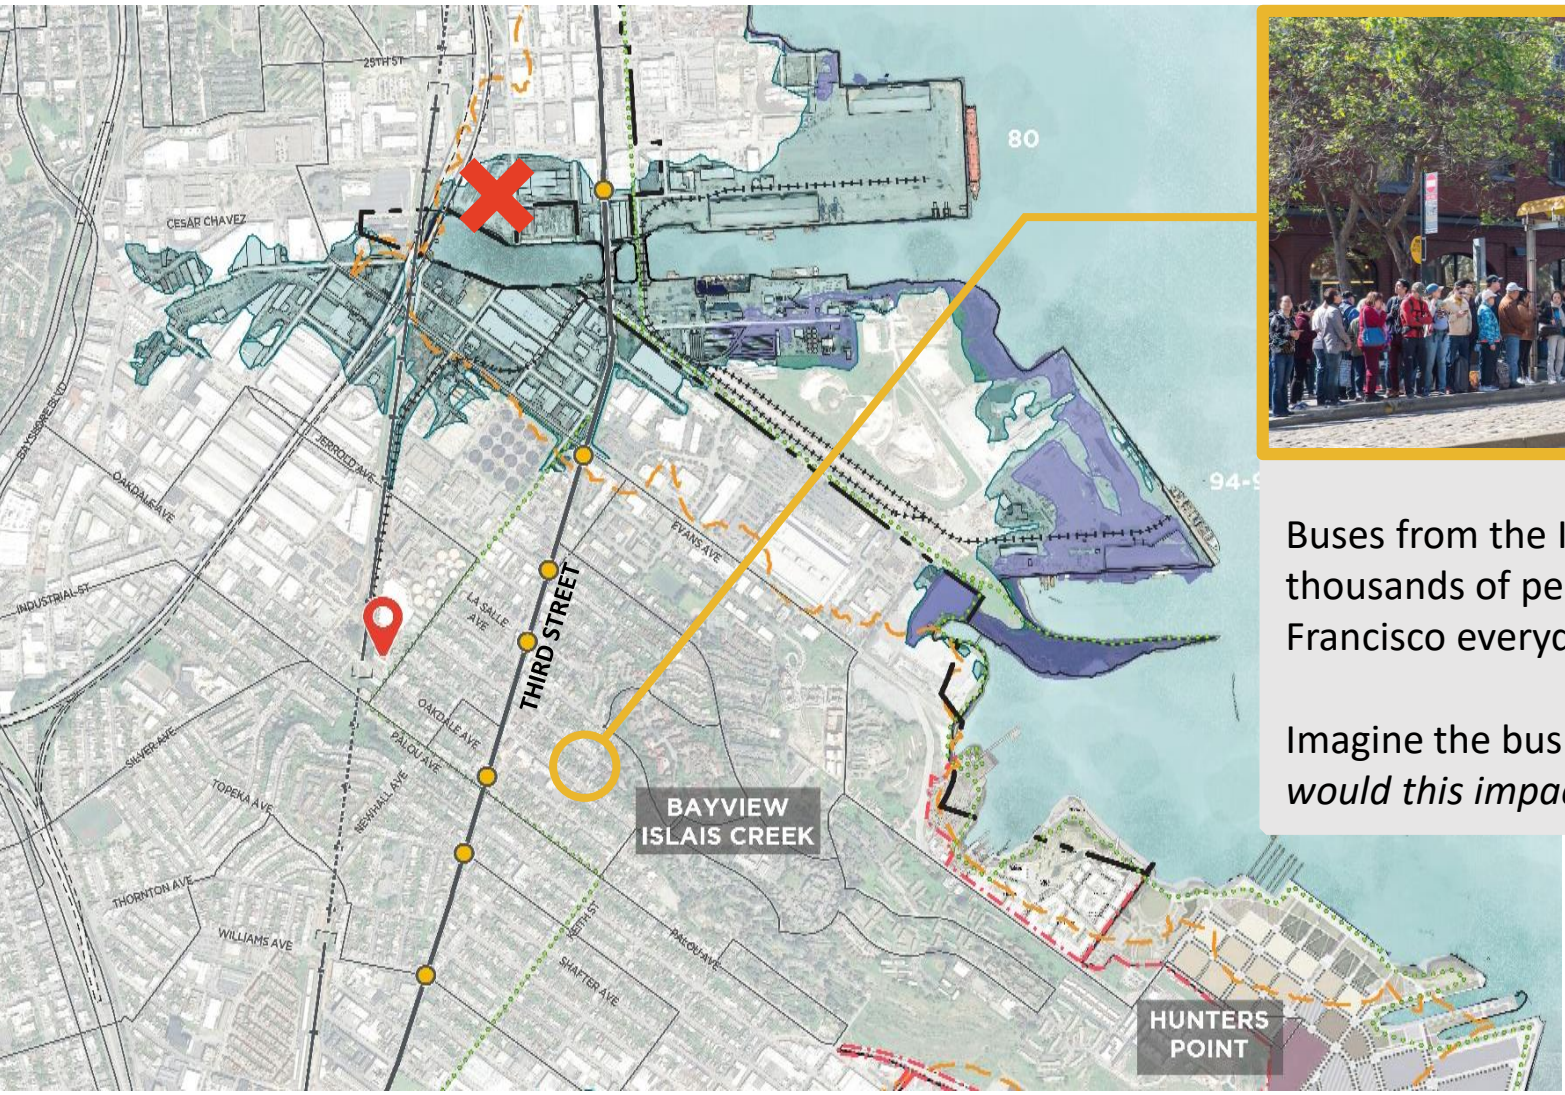 25TH ST
80
CESAR CHAVEZ
BAYSHORE BLVD
JERROLD AVE
OAKDALE AVE
94-9
EVANS AVE
INDUSTRIAL ST
LA SALLE
AVE
THIRD STREET
OAKDALE AVE
SILVER AVE
PALOU AVE
TOPEKA AVE
NEWHALL AVE
BAYVIEW
ISLAIS CREEK
THORNTON AVE
WILLIAMS AVE
KEITH ST
PALOU AVE
SHAFTER AVE
HUNTERS
POINT
Buses from the
thousands of pe
Francisco everyd
Imagine the bus
would this impac